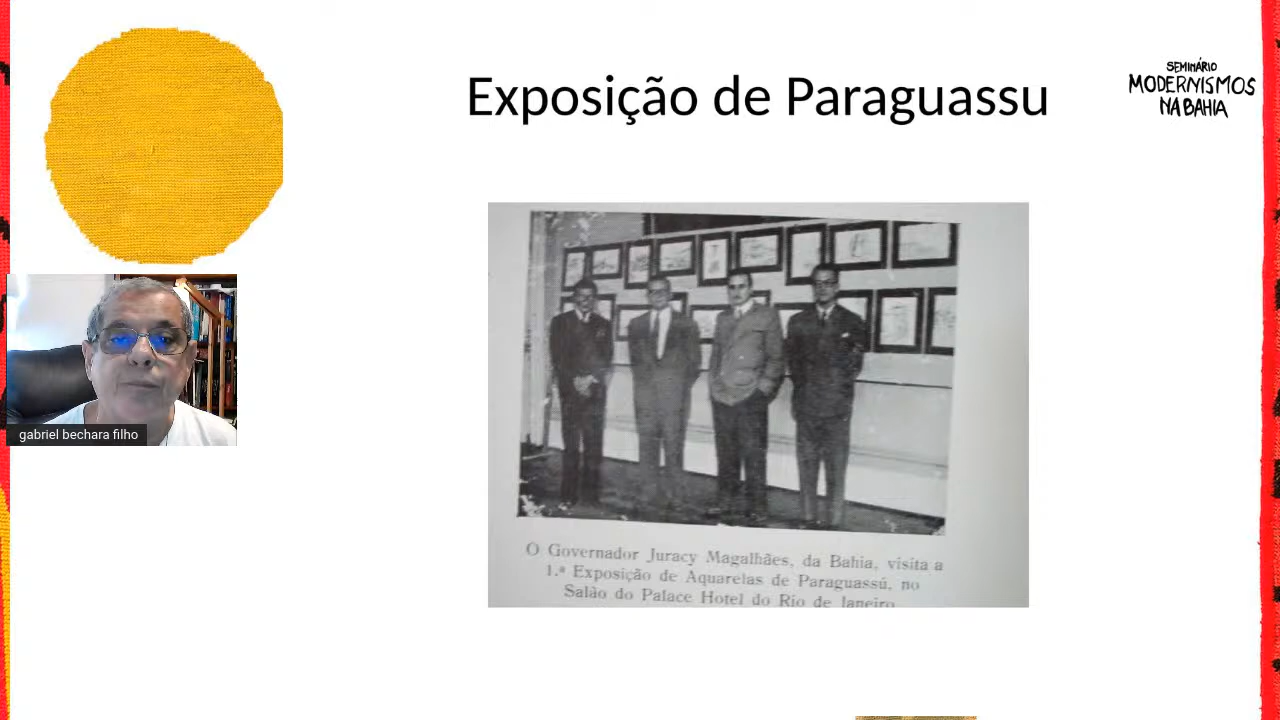 Exposição de Paraguassu
SEMINÁRIO
MODERNISMOS
NA BAHIA
gabriel bechara filho
O Governador Juracy Magalhães, da Bahia, visita a
1.ª Exposição de Aquarelas de Paraguassú, no
Salão do Palace Hotel do Rio de Janeiro